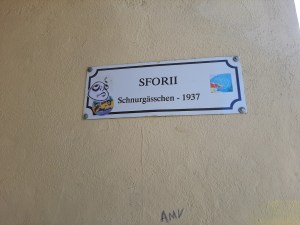 SFORII
Schnurgässchen - 1937
AMV